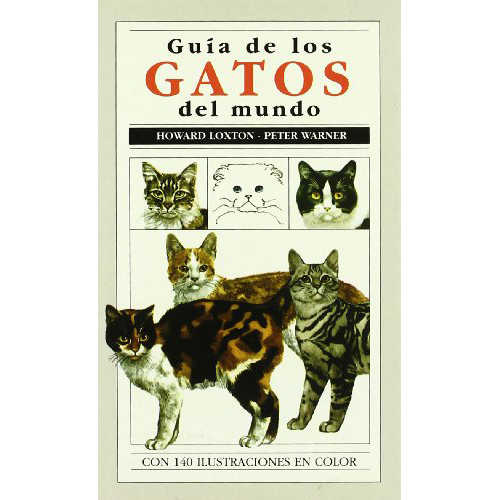 Guía de los
GATOS
del mundo
HOWARD LOXTON - PETER WARNER
CON 140 ILUSTRACIONES EN COLOR